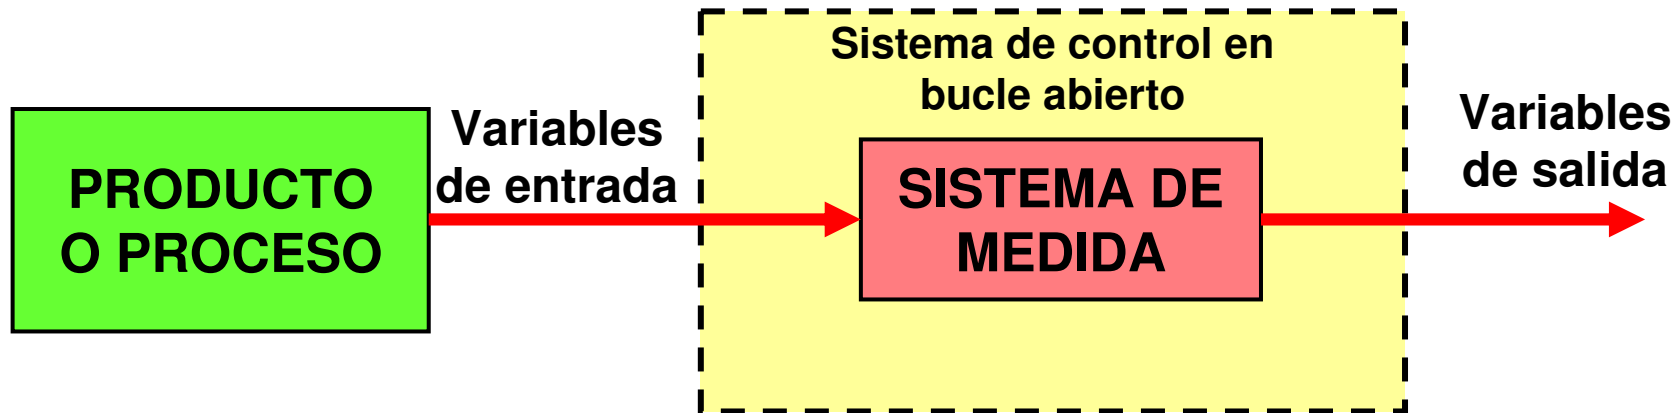 PRODUCTO
O PROCESO
Variables
de entrada
Sistema de control en
bucle abierto
SISTEMA DE
MEDIDA
Variables
de salida